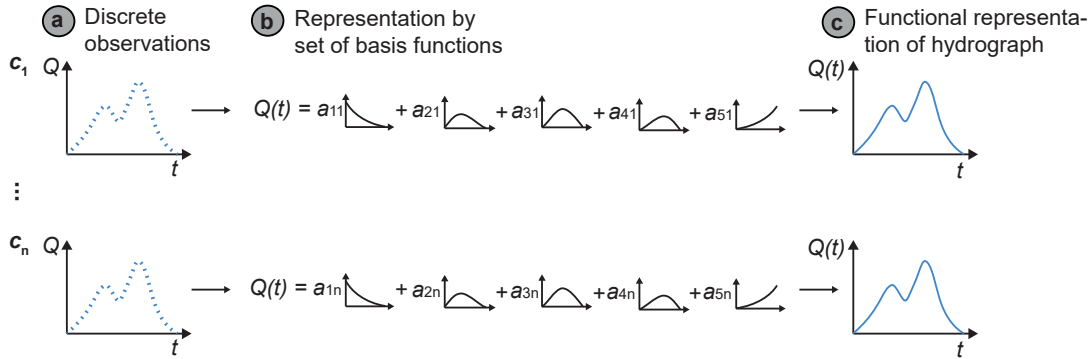 a Discrete
observations
b Representation by
set of basis functions
c Functional representa-
tion of hydrograph
c1 Q
t
Q(t) = a11 + a21 + a31 + a41 + a51
Q(t)
t
⋮
cn Q
t
Q(t) = a1n + a2n + a3n + a4n + a5n
Q(t)
t